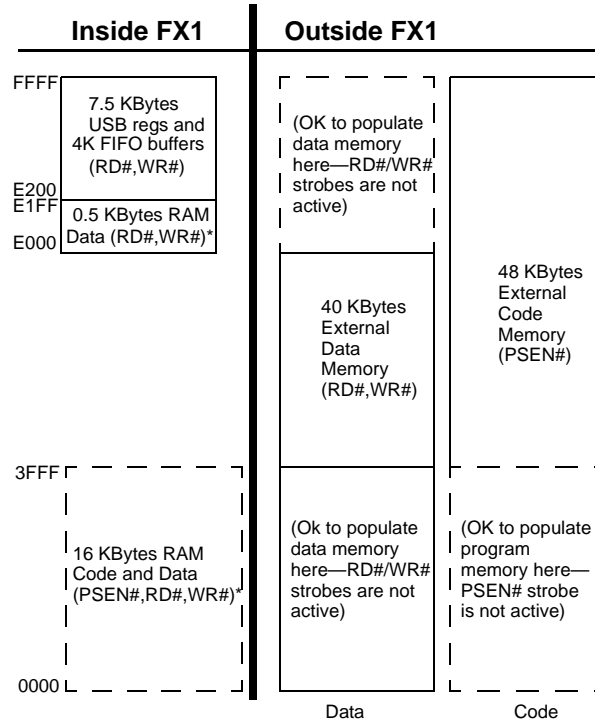 Inside FX1
Outside FX1
FFFF
7.5 KBytes
USB regs and
4K FIFO buffers
(RD#,WR#)
E200
E1FF
0.5 KBytes RAM
Data (RD#,WR#)*
E000
(OK to populate
data memory
here—RD#/WR#
strobes are not
active)
40 KBytes
External
Data
Memory
(RD#,WR#)
48 KBytes
External
Code
Memory
(PSEN#)
3FFF
16 KBytes RAM
Code and Data
(PSEN#,RD#,WR#)*
(Ok to populate
data memory
here—RD#/WR#
strobes are not
active)
(OK to populate
program
memory here—
PSEN# strobe
is not active)
0000
Data
Code